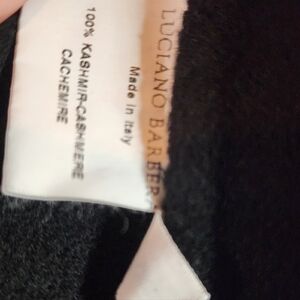 LUCIANO BARBERA
Made in Italy
100% KASHMIR-CASHMERE
CACHEMIRE